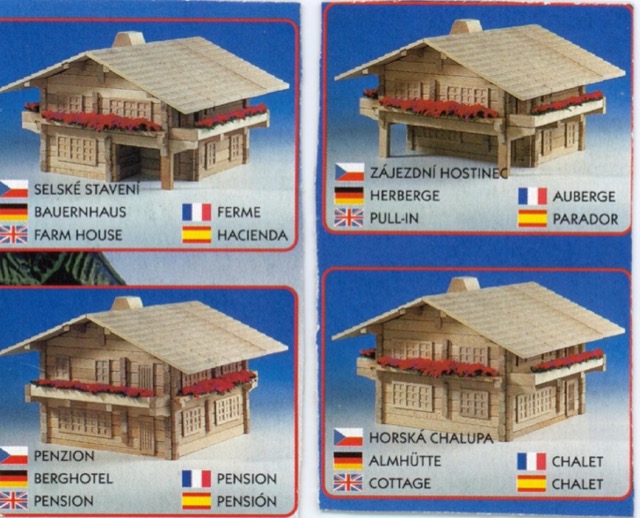 SELSKÉ STAVENÍ
BAUERNHAUS
FERME
FARM HOUSE
HACIENDA
ZÁJEZDNÍ HOSTINEC
HERBERGE
AUBERGE
PULL-IN
PARADOR
PENZION
BERGHOTEL
PENSION
PENSION
PENSIÓN
HORSKÁ CHALUPA
ALMHÜTTE
CHALET
COTTAGE
CHALET